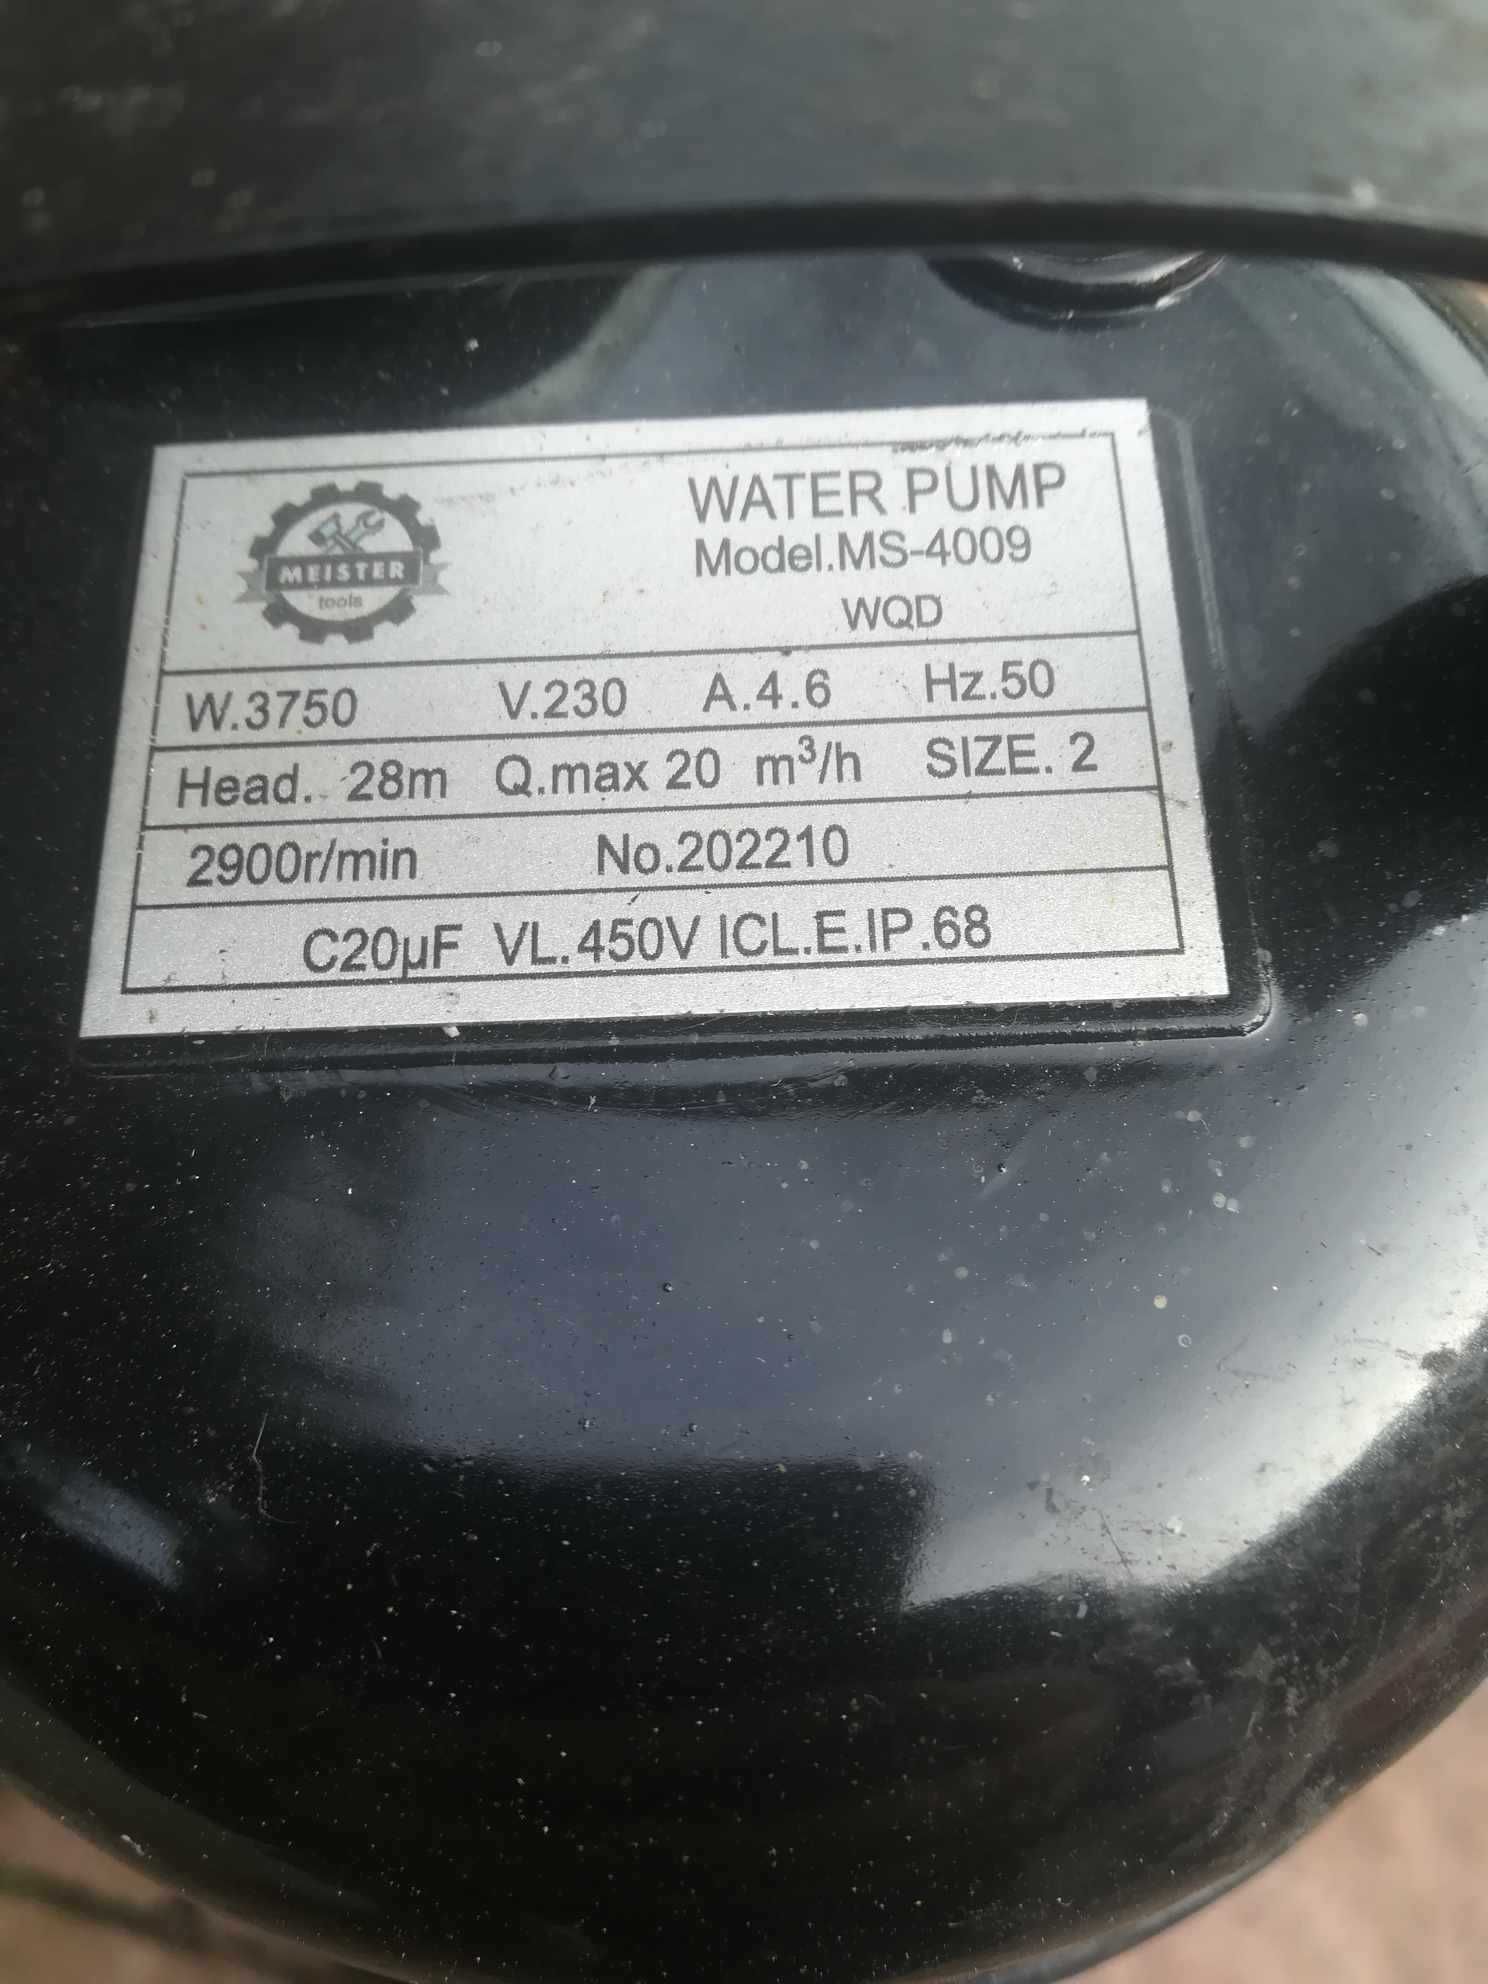 MEISTER
tools
WATER PUMP
Model.MS-4009
WQD
W.3750 V.230 A.4.6 Hz.50
Head. 28m Q.max 20 m³/h SIZE. 2
2900r/min No.202210
C20µF VL.450V ICL.E.IP.68